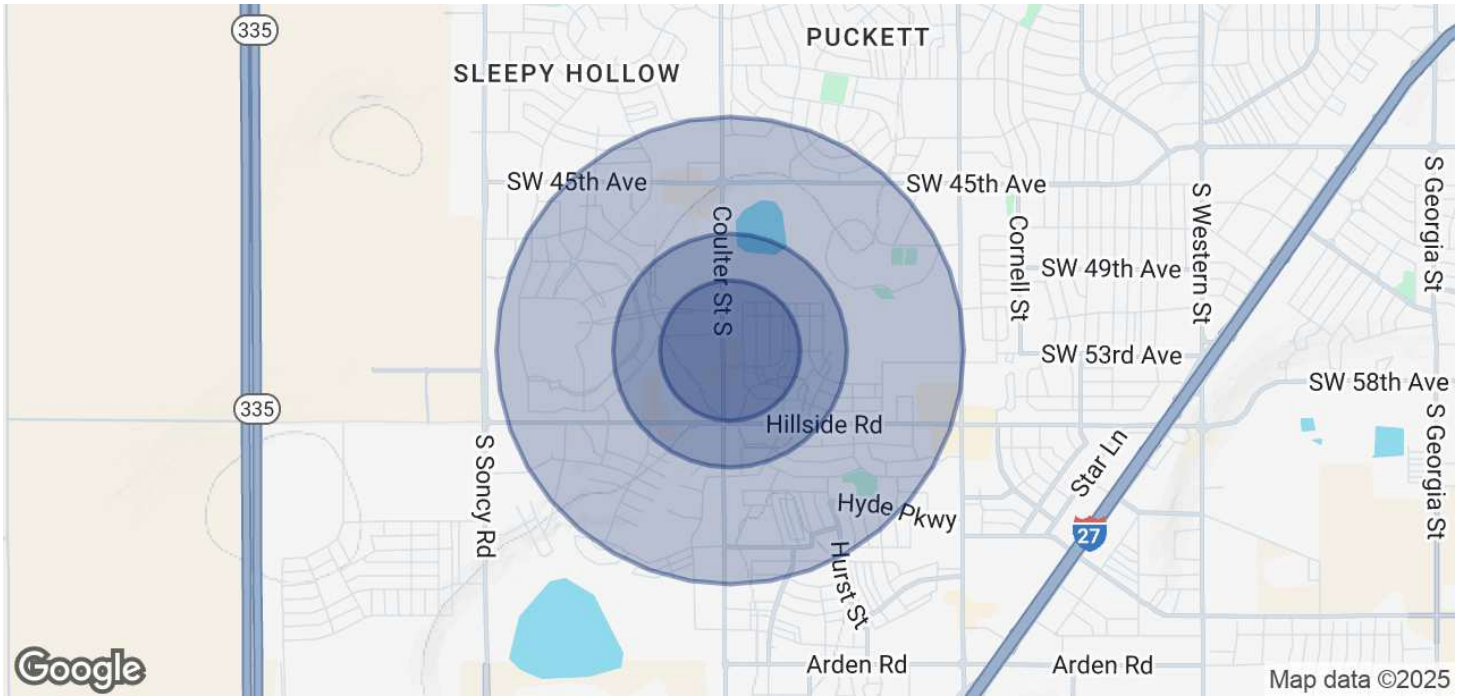 335
PUCKETT
SLEEPY HOLLOW
SW 45th Ave
SW 45th Ave
S Georgia St
Coulter St S
Cornell St
S Western St
SW 49th Ave
SW 53rd Ave
SW 58th Ave
335
Hillside Rd
S Soncy Rd
Star Ln
S Georgia St
Hyde Pkwy
27
Hurst St
Arden Rd
Arden Rd
Google
Map data ©2025